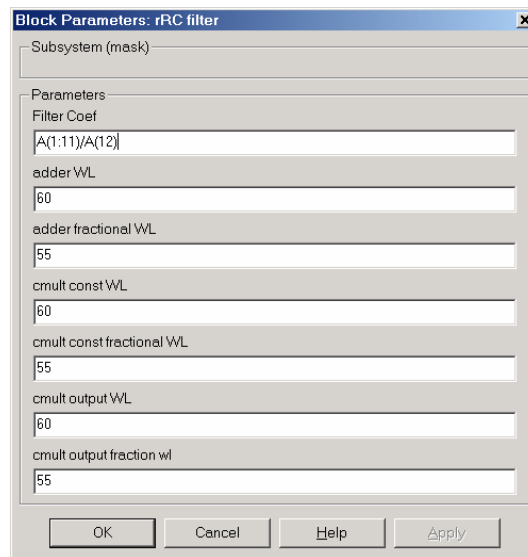 Block Parameters: rRC filter
Subsystem (mask)
Parameters
Filter Coef
A(1:11)/A(12)
adder WL
60
adder fractional WL
55
cmult const WL
60
cmult const fractional WL
55
cmult output WL
60
cmult output fraction wl
55
OK Cancel Help Apply